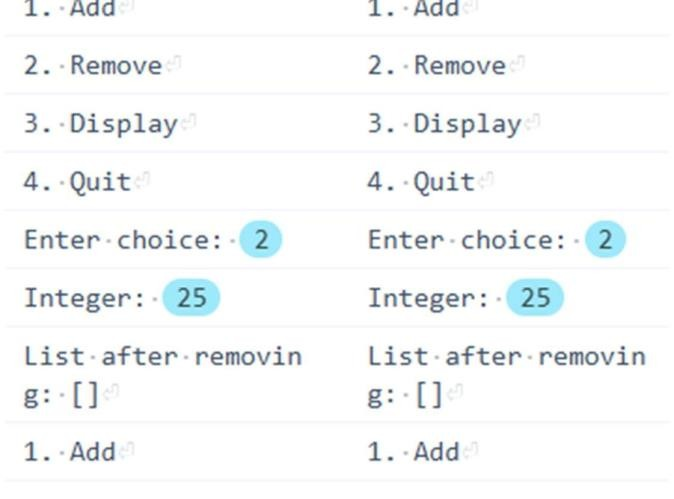 1. Add 1. Add
2. Remove 2. Remove
3. Display 3. Display
4. Quit 4. Quit
Enter choice: 2 Enter choice: 2
Integer: 25 Integer: 25
List after removin List after removin
g: [] g: []
1. Add 1. Add